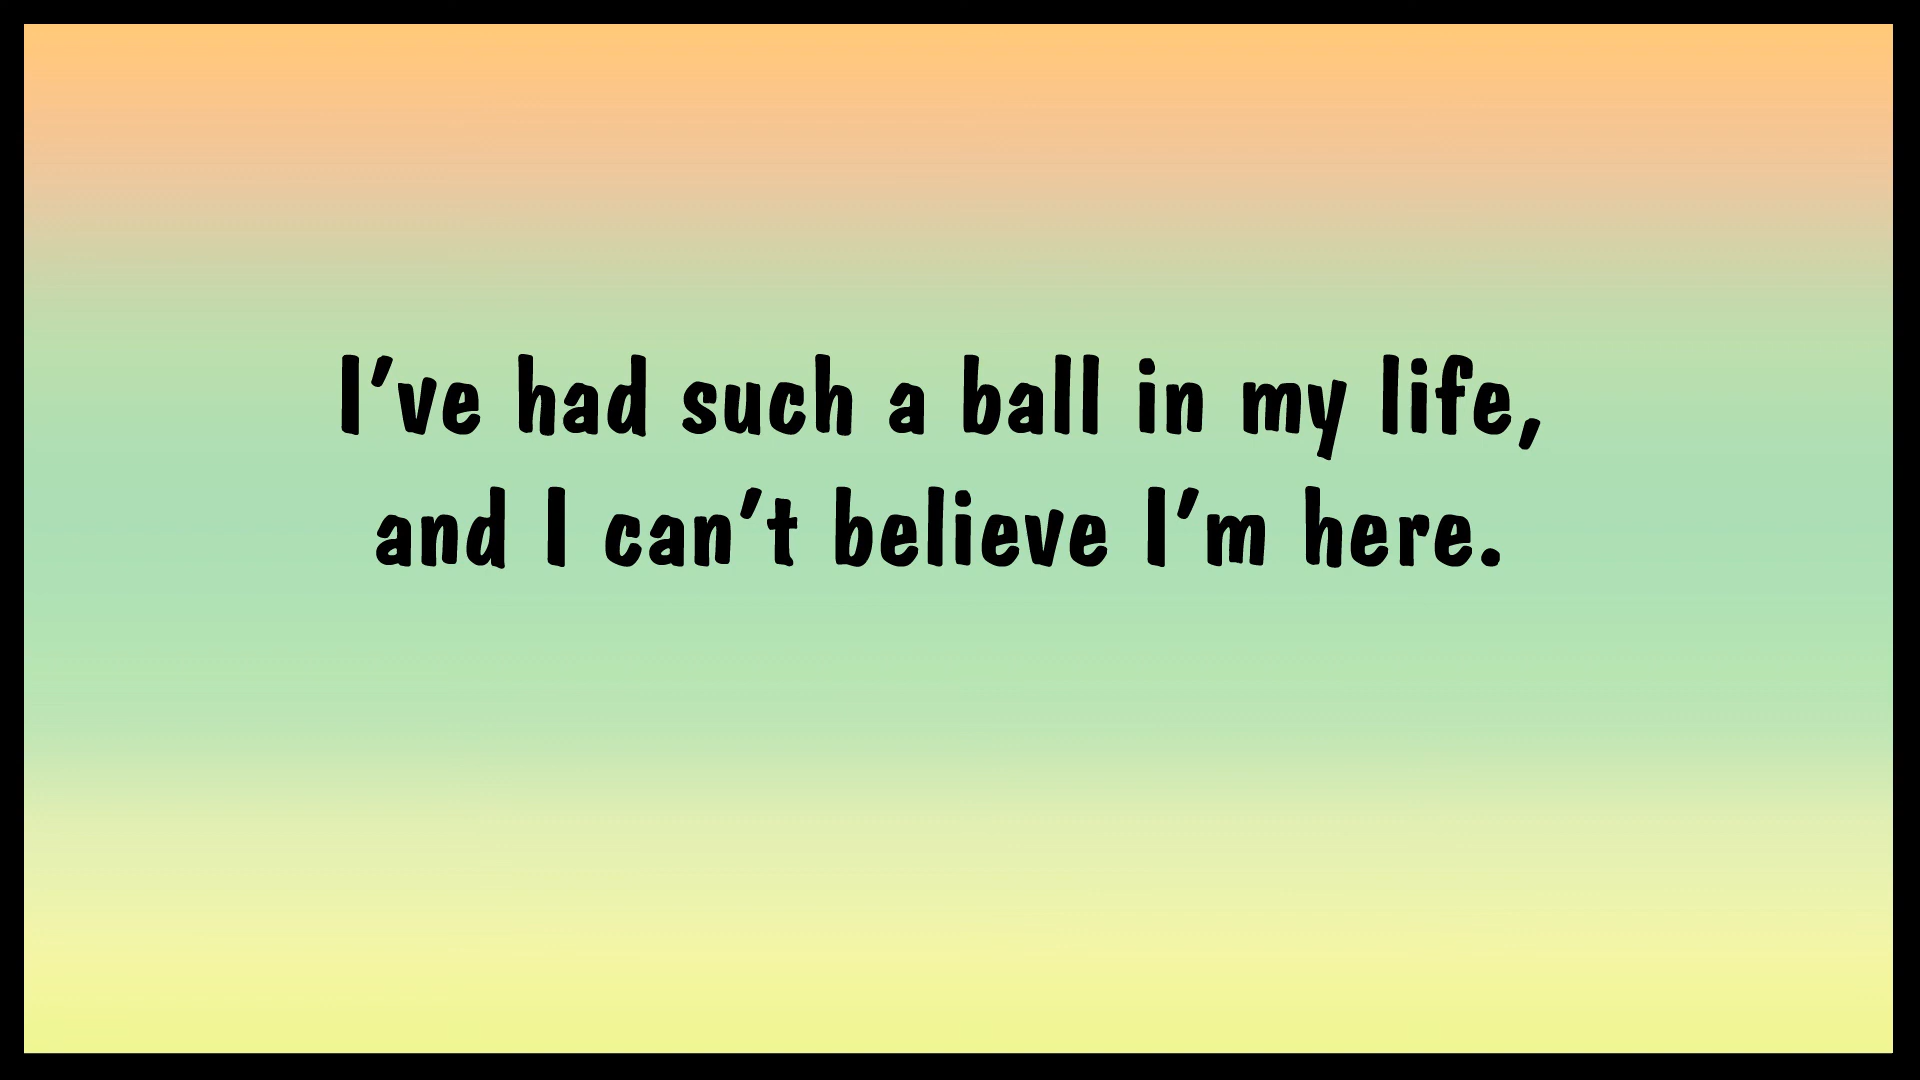 I’ve had such a ball in my life,
and I can’t believe I’m here.